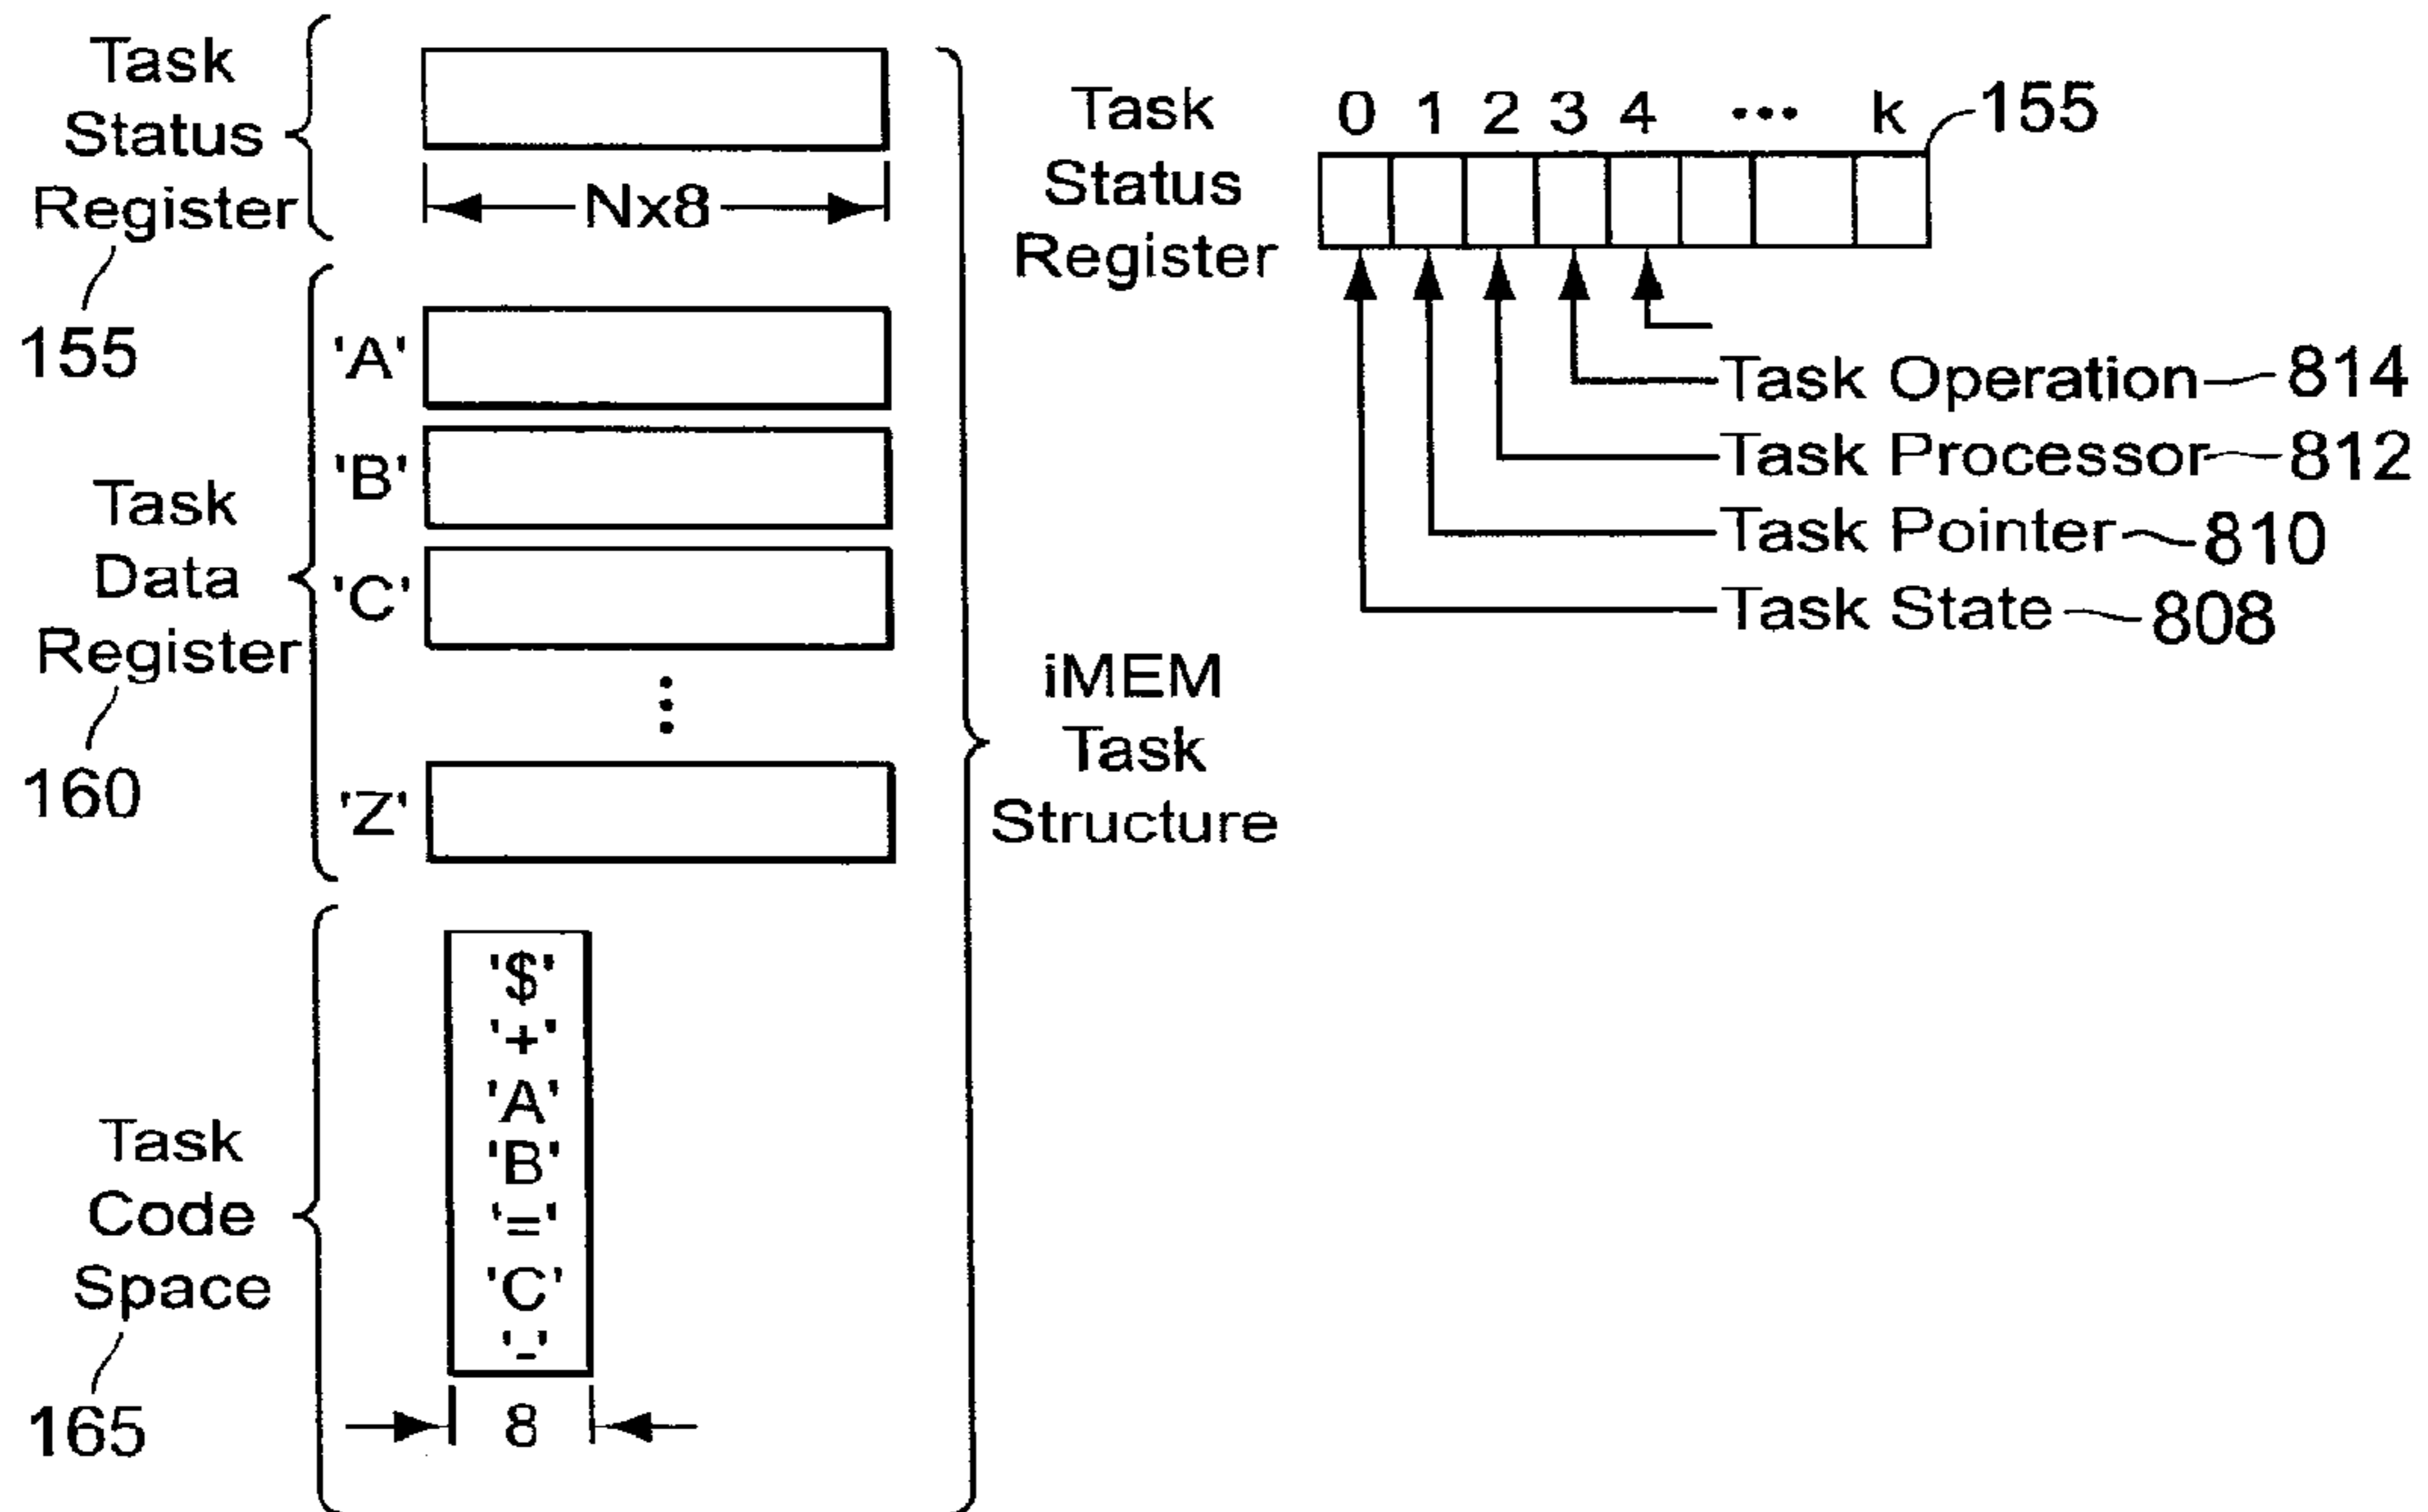 Task
Status
Register
155
Nx8
Task
Data
Register
160
'A'
'B'
'C'
'Z'
Task
Code
Space
165
'$'
'+'
'A'
'B'
'='
'C'
'-'
8
iMEM
Task
Structure
Task
Status
Register
0 1 2 3 4 ... k
155
Task Operation 814
Task Processor 812
Task Pointer 810
Task State 808